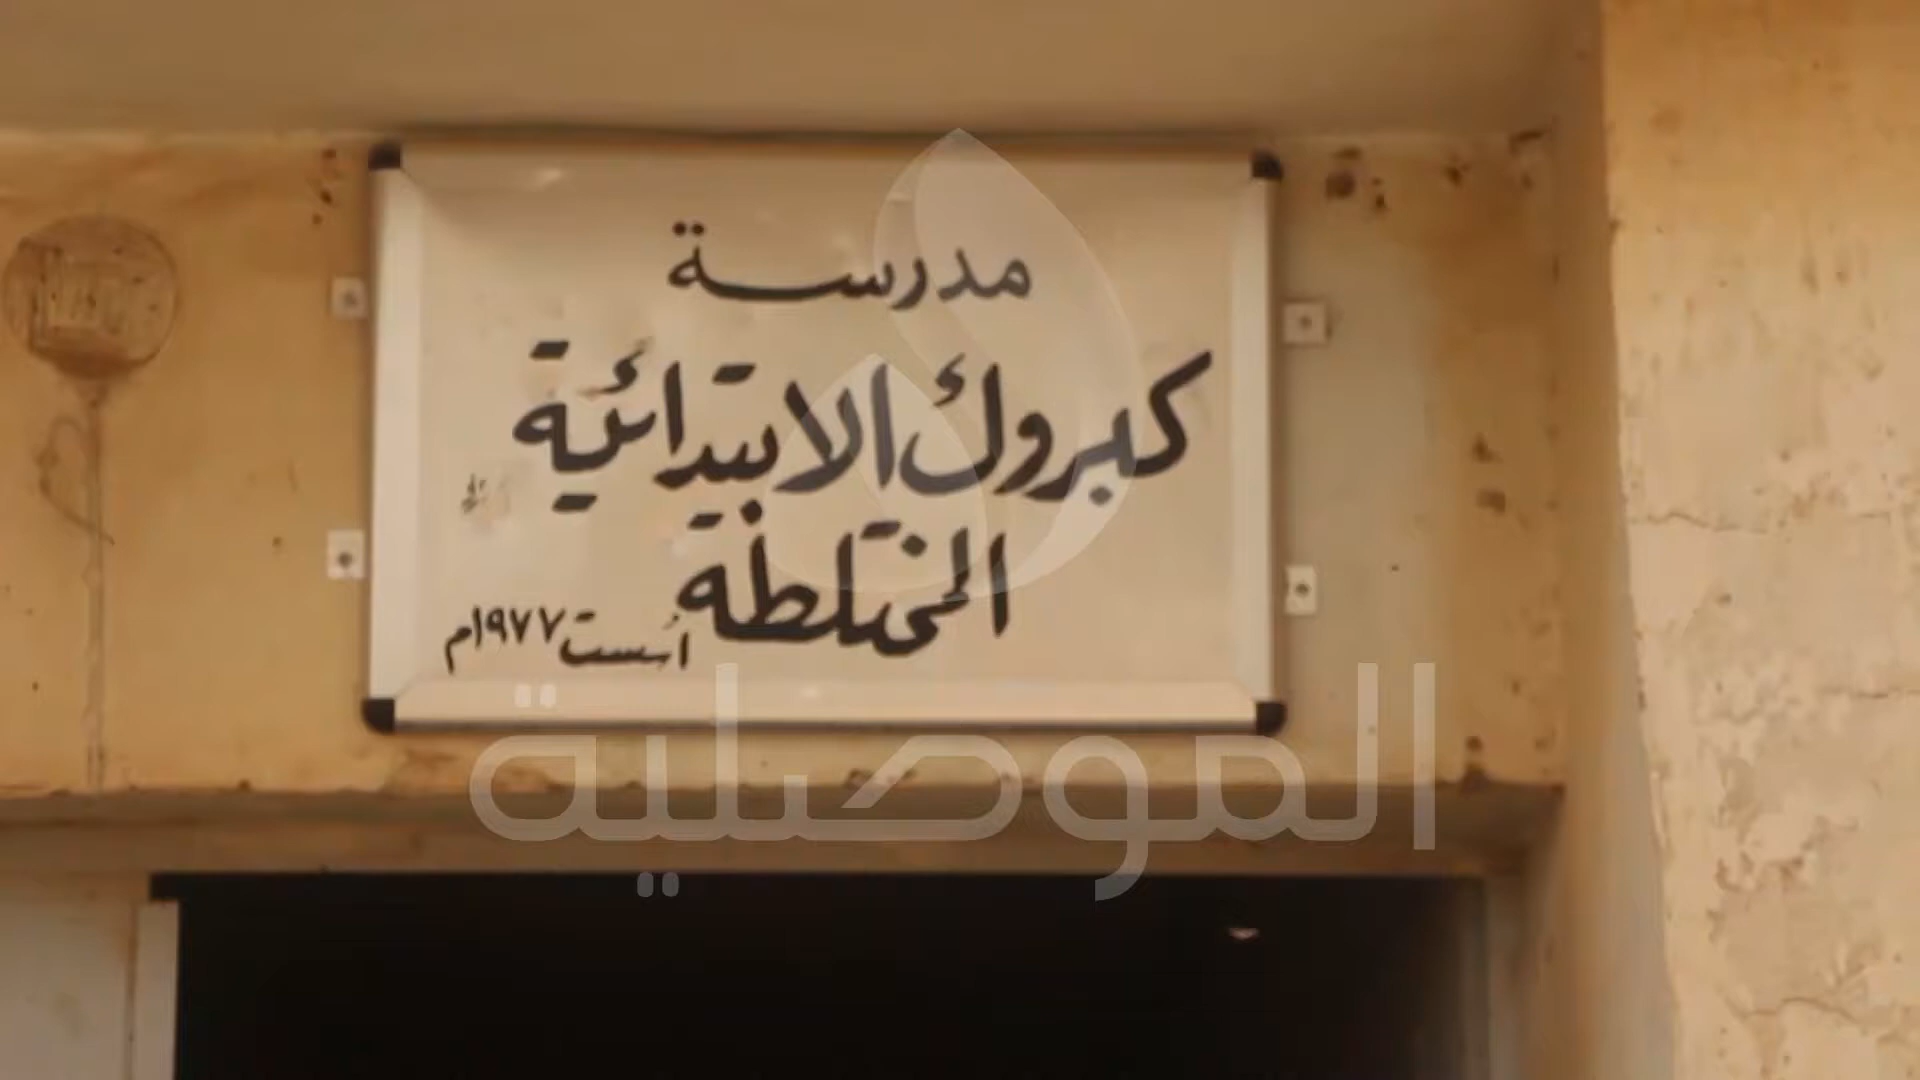 مدرسة
كبروك الابتدائية
المختلطة
أسست ١٩٧٧م
الموصلية